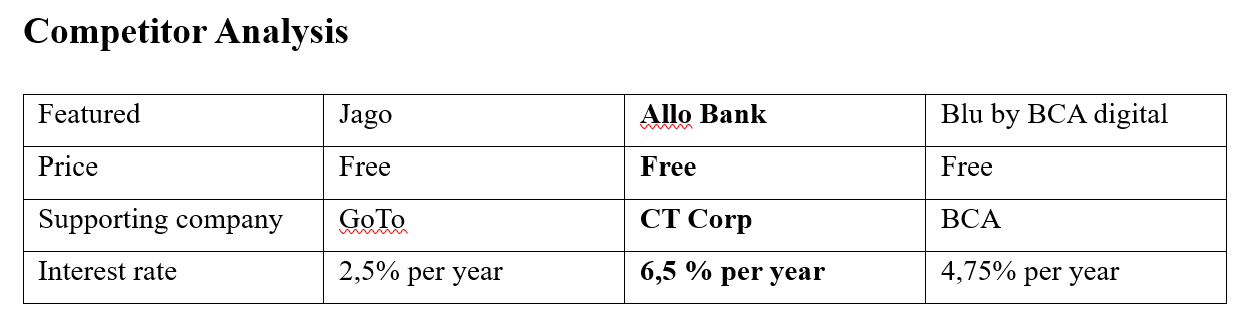 Competitor Analysis
Featured Jago Allo Bank Blu by BCA digital
Price Free Free Free
Supporting company GoTo CT Corp BCA
Interest rate 2,5% per year 6,5 % per year 4,75% per year